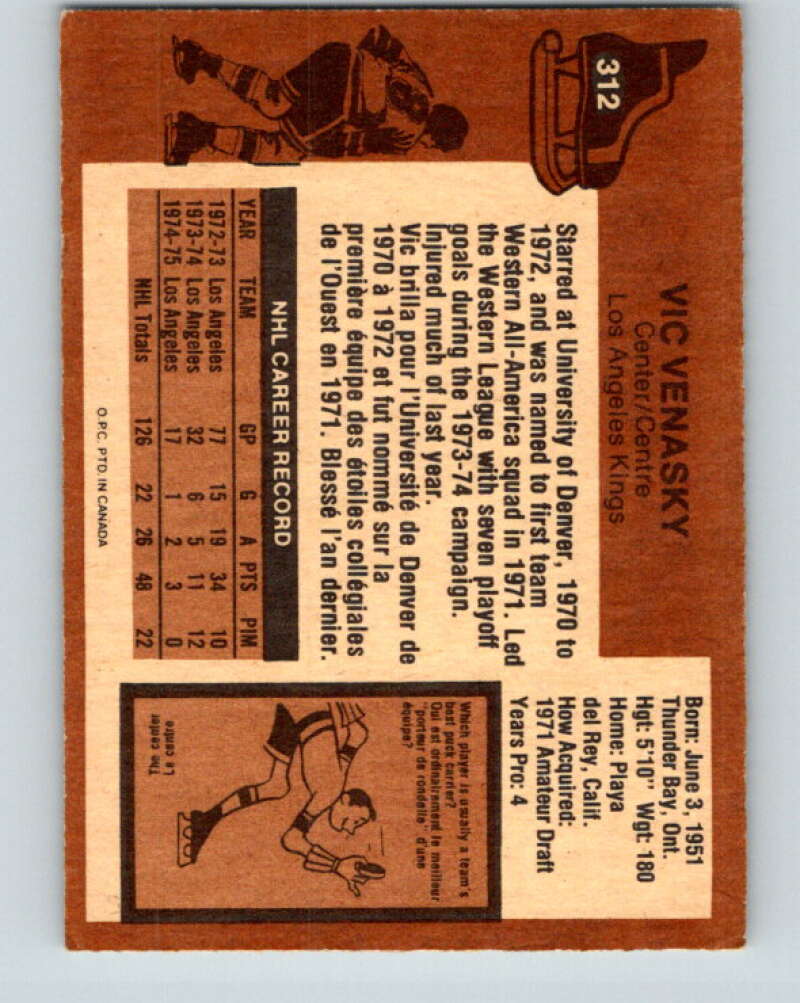 312
VIC VENASKY
Center/Centre
Los Angeles Kings
Born: June 3, 1951
Thunder Bay, Ont.
Hgt: 5'10" Wgt: 180
Home: Playa
del Rey, Calif.
How Acquired:
1971 Amateur Draft
Years Pro: 4
Starred at University of Denver, 1970 to
1972, and was named to first team
Western All-America squad in 1971. Led
the Western League with seven playoff
goals during the 1973-74 campaign.
Injured much of last year.
Vic brilla pour l'Université de Denver de
1970 à 1972 et fut nommé sur la
première équipe des étoiles collégiales
de l'Ouest en 1971. Blessé l'an dernier.
NHL CAREER RECORD
YEAR TEAM GP G A PTS PIM
1972-73 Los Angeles 77 15 19 34 10
1973-74 Los Angeles 32 6 5 11 12
1974-75 Los Angeles 17 1 2 3 0
NHL Totals 126 22 26 48 22
Which player is usually a team's
best puck carrier?
Qui est ordinairement le meilleur
"porteur de rondelle" d'une
équipe?
Le centre
The center
O.P.C. PTD. IN CANADA